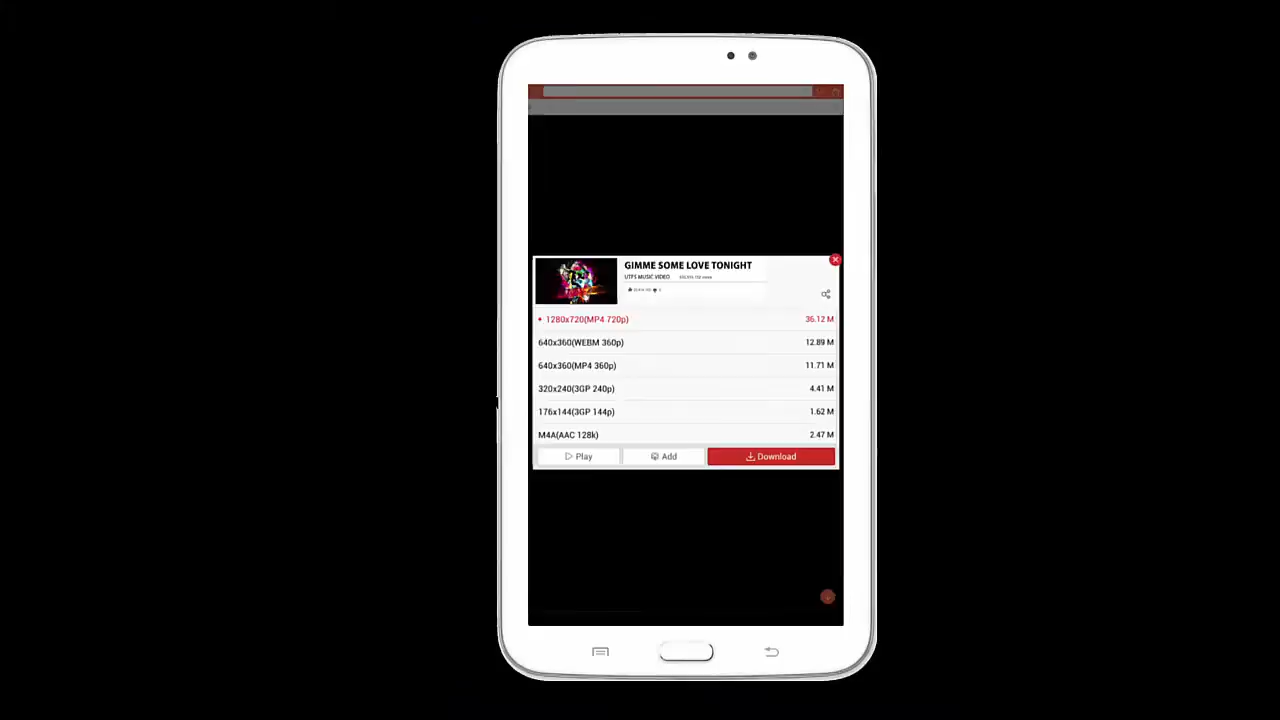 GIMME SOME LOVE TONIGHT
UTFS MUSIC VIDEO
✦ 1280x720(MP4 720p) 36.12 M
640x360(WEBM 360p) 12.89 M
640x360(MP4 360p) 11.71 M
320x240(3GP 240p) 4.41 M
176x144(3GP 144p) 1.62 M
M4A(AAC 128k) 2.47 M
Play Add Download